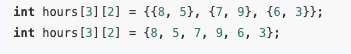 int hours[3][2] = {{8, 5}, {7, 9}, {6, 3}};
int hours[3][2] = {8, 5, 7, 9, 6, 3};